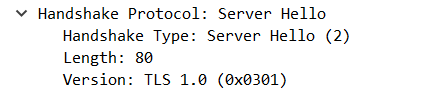 Handshake Protocol: Server Hello
Handshake Type: Server Hello (2)
Length: 80
Version: TLS 1.0 (0x0301)